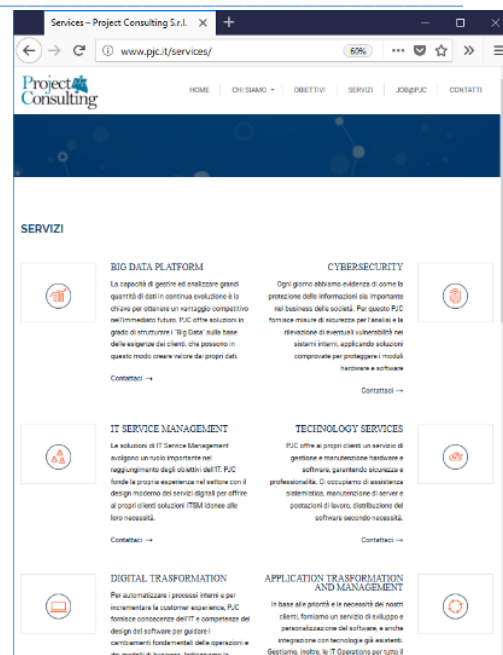 Services – Project Consulting S.r.l.
www.pjc.it/services/
60%
Project
Consulting
HOME
CHI SIAMO
OBIETTIVI
SERVIZI
JOB@PJC
CONTATTI
SERVIZI
BIG DATA PLATFORM
La capacità di gestire ed analizzare grandi
quantità di dati in continua evoluzione è la
chiave per ottenere un vantaggio competitivo
nell'immediato futuro. PJC offre soluzioni in
grado di strutturare i "Big Data" sulla base
delle esigenze dei clienti, che possono in
questo modo creare valore dai propri dati.
Contattaci →
CYBERSECURITY
Ogni giorno abbiamo evidenza di come la
protezione delle informazioni sia importante
nel business delle società. Per questo PJC
fornisce misure di sicurezza per l'analisi e la
rilevazione di eventuali vulnerabilità nei
sistemi interni, applicando soluzioni
comprovate per proteggere i moduli
hardware e software
Contattaci →
IT SERVICE MANAGEMENT
Le soluzioni di IT Service Management
svolgono un ruolo importante nel
raggiungimento degli obiettivi dell'IT. PJC
fonde la propria esperienza nel settore con il
design moderno dei servizi digitali per offrire
ai propri clienti soluzioni ITSM idonee alle
loro necessità.
Contattaci →
TECHNOLOGY SERVICES
PJC offre ai propri clienti un servizio di
gestione e manutenzione hardware e
software, garantendo sicurezza e
professionalità. Ci occupiamo di assistenza
sistemistica, manutenzione di server e
postazioni di lavoro, distribuzione del
software secondo necessità.
Contattaci →
DIGITAL TRASFORMATION
Per automatizzare i processi interni e per
incrementare la customer experience, PJC
fornisce conoscenze dell'IT e competenze del
design del software per guidare i
cambiamenti fondamentali delle operazioni e
APPLICATION TRASFORMATION
AND MANAGEMENT
In base alle priorità e le necessità dei nostri
clienti, forniamo un servizio di sviluppo e
personalizzazione del software, e anche
integrazione con tecnologie già esistenti.
Gestiamo, inoltre, le IT Operations per tutto il